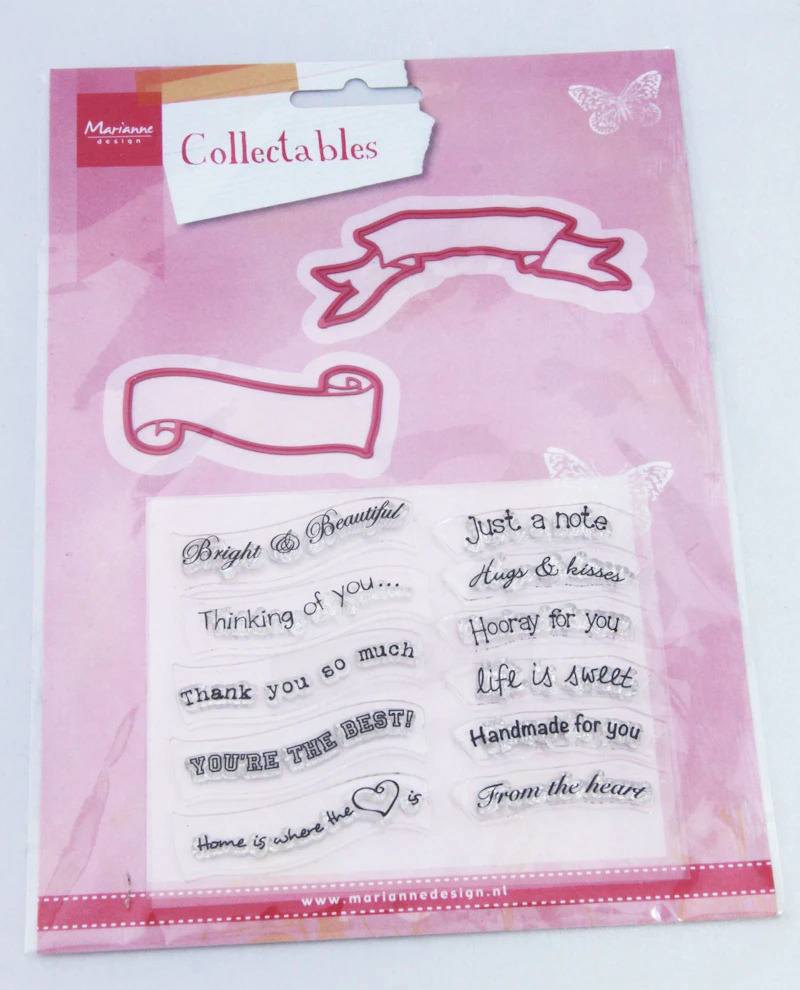 Marianne
design
Collectables
Bright & Beautiful
Thinking of you...
Thank you so much
YOU'RE THE BEST!
Home is where the is
Just a note
Hugs & kisses
Hooray for you
life is sweet
Handmade for you
From the heart
www.mariannedesign.nl